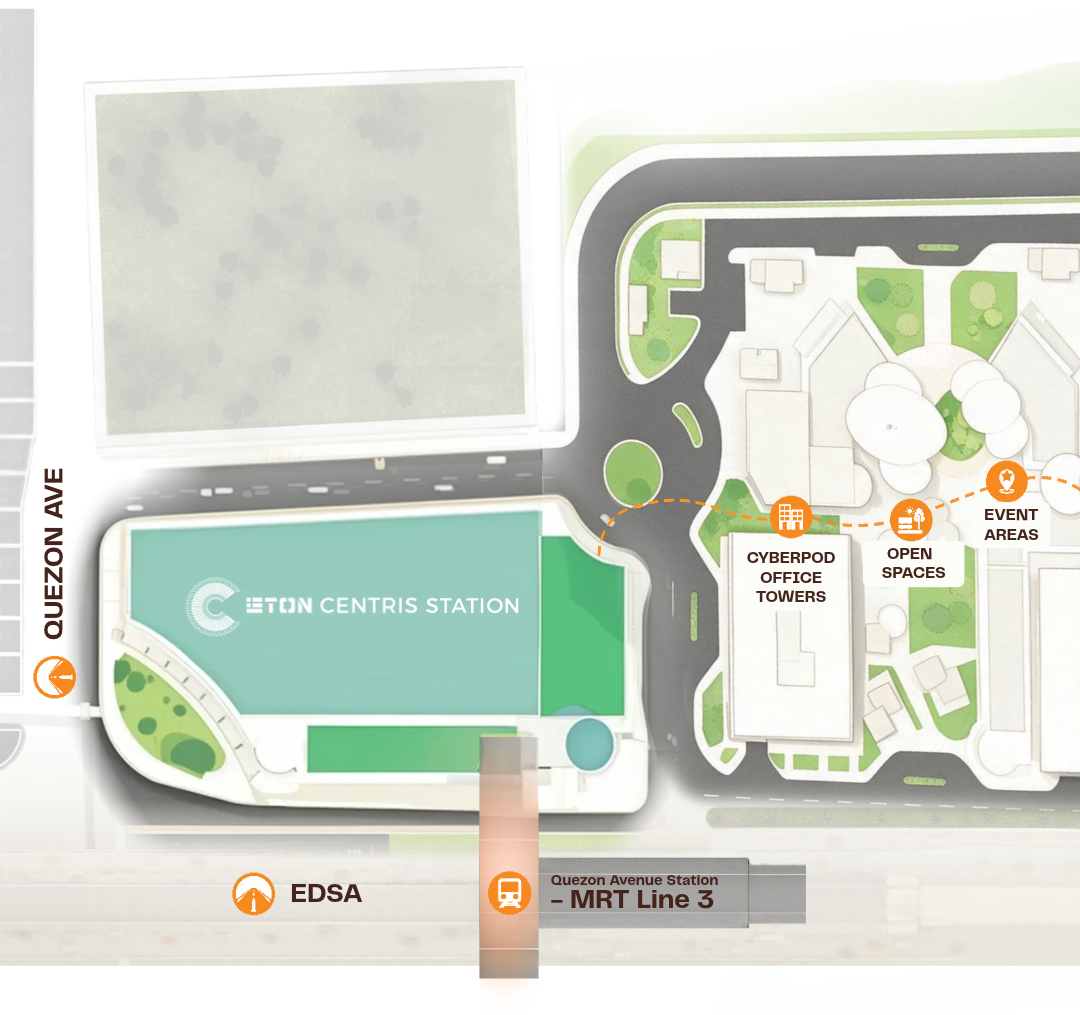 QUEZON AVE
ETON CENTRIS STATION
CYBERPOD
OFFICE
TOWERS
OPEN
SPACES
EVENT
AREAS
EDSA
Quezon Avenue Station
– MRT Line 3